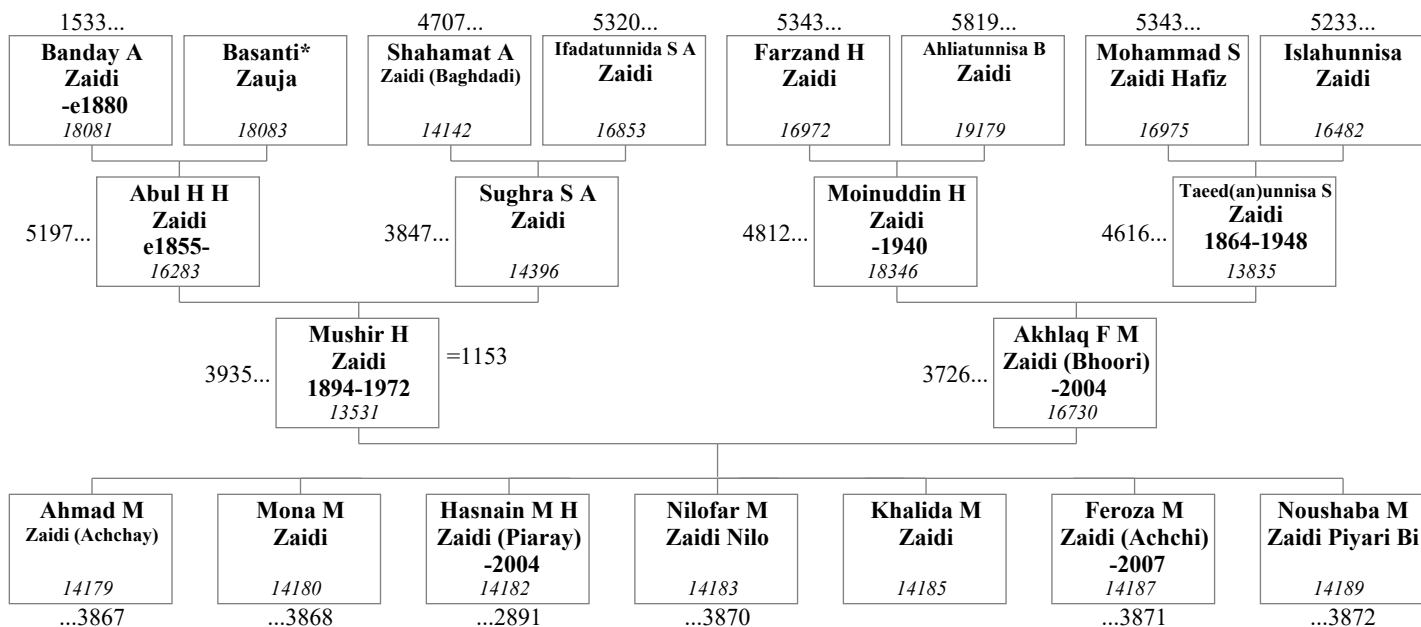 1533...
4707...
5320...
5343...
5819...
5343...
5233...
Banday A
Zaidi
-e1880
18081
Basanti*
Zauja
18083
Shahamat A
Zaidi (Baghdadi)
14142
Ifadatunnida S A
Zaidi
16853
Farzand H
Zaidi
16972
Ahliatunnisa B
Zaidi
19179
Mohammad S
Zaidi Hafiz
16975
Islahunnisa
Zaidi
16482
5197...
Abul H H
Zaidi
e1855-
16283
3847...
Sughra S A
Zaidi
14396
4812...
Moinuddin H
Zaidi
-1940
18346
4616...
Taeed(an)unnisa S
Zaidi
1864-1948
13835
3935...
Mushir H
Zaidi
1894-1972
13531
=1153
3726...
Akhlaq F M
Zaidi (Bhoori)
-2004
16730
Ahmad M
Zaidi (Achchay)
14179
...3867
Mona M
Zaidi
14180
...3868
Hasnain M H
Zaidi (Piaray)
-2004
14182
...2891
Nilofar M
Zaidi Nilo
14183
...3870
Khalida M
Zaidi
14185
Feroza M
Zaidi (Achchi)
-2007
14187
...3871
Noushaba M
Zaidi Piyari Bi
14189
...3872